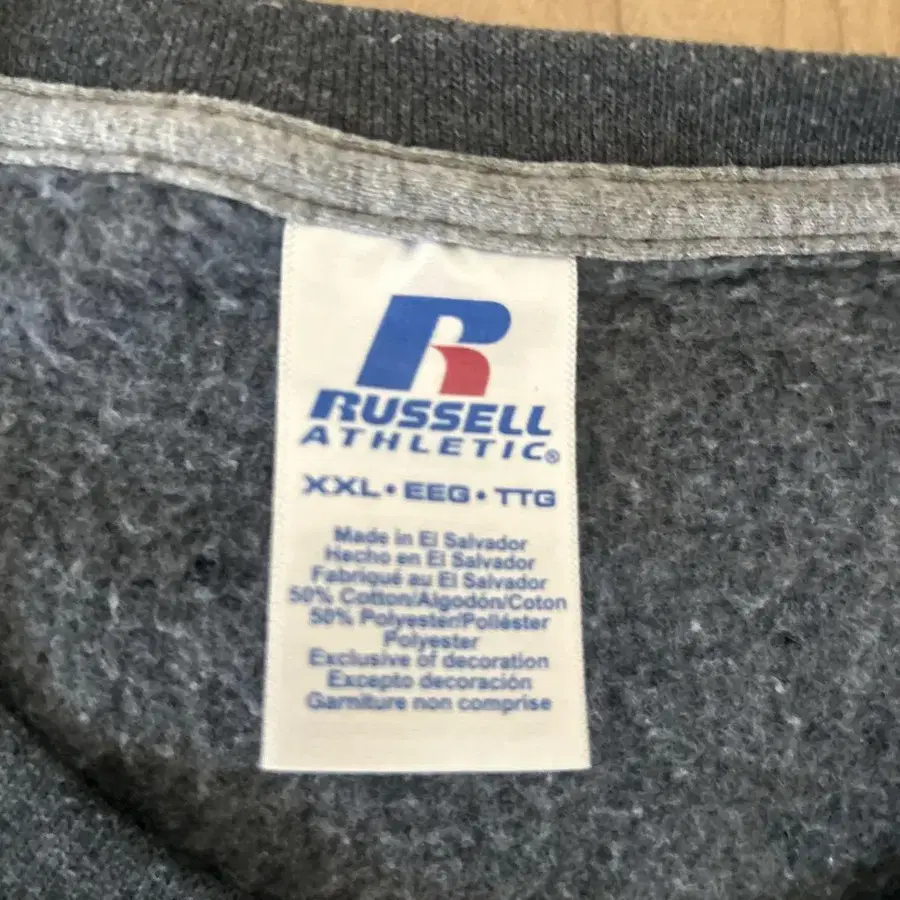 R
RUSSELL
ATHLETIC®
XXL • EEG • TTG
Made in El Salvador
Hecho en El Salvador
Fabriqué au El Salvador
50% Cotton/Algodón/Coton
50% Polyester/Poliéster
Polyester
Exclusive of decoration
Excepto decoración
Garniture non comprise